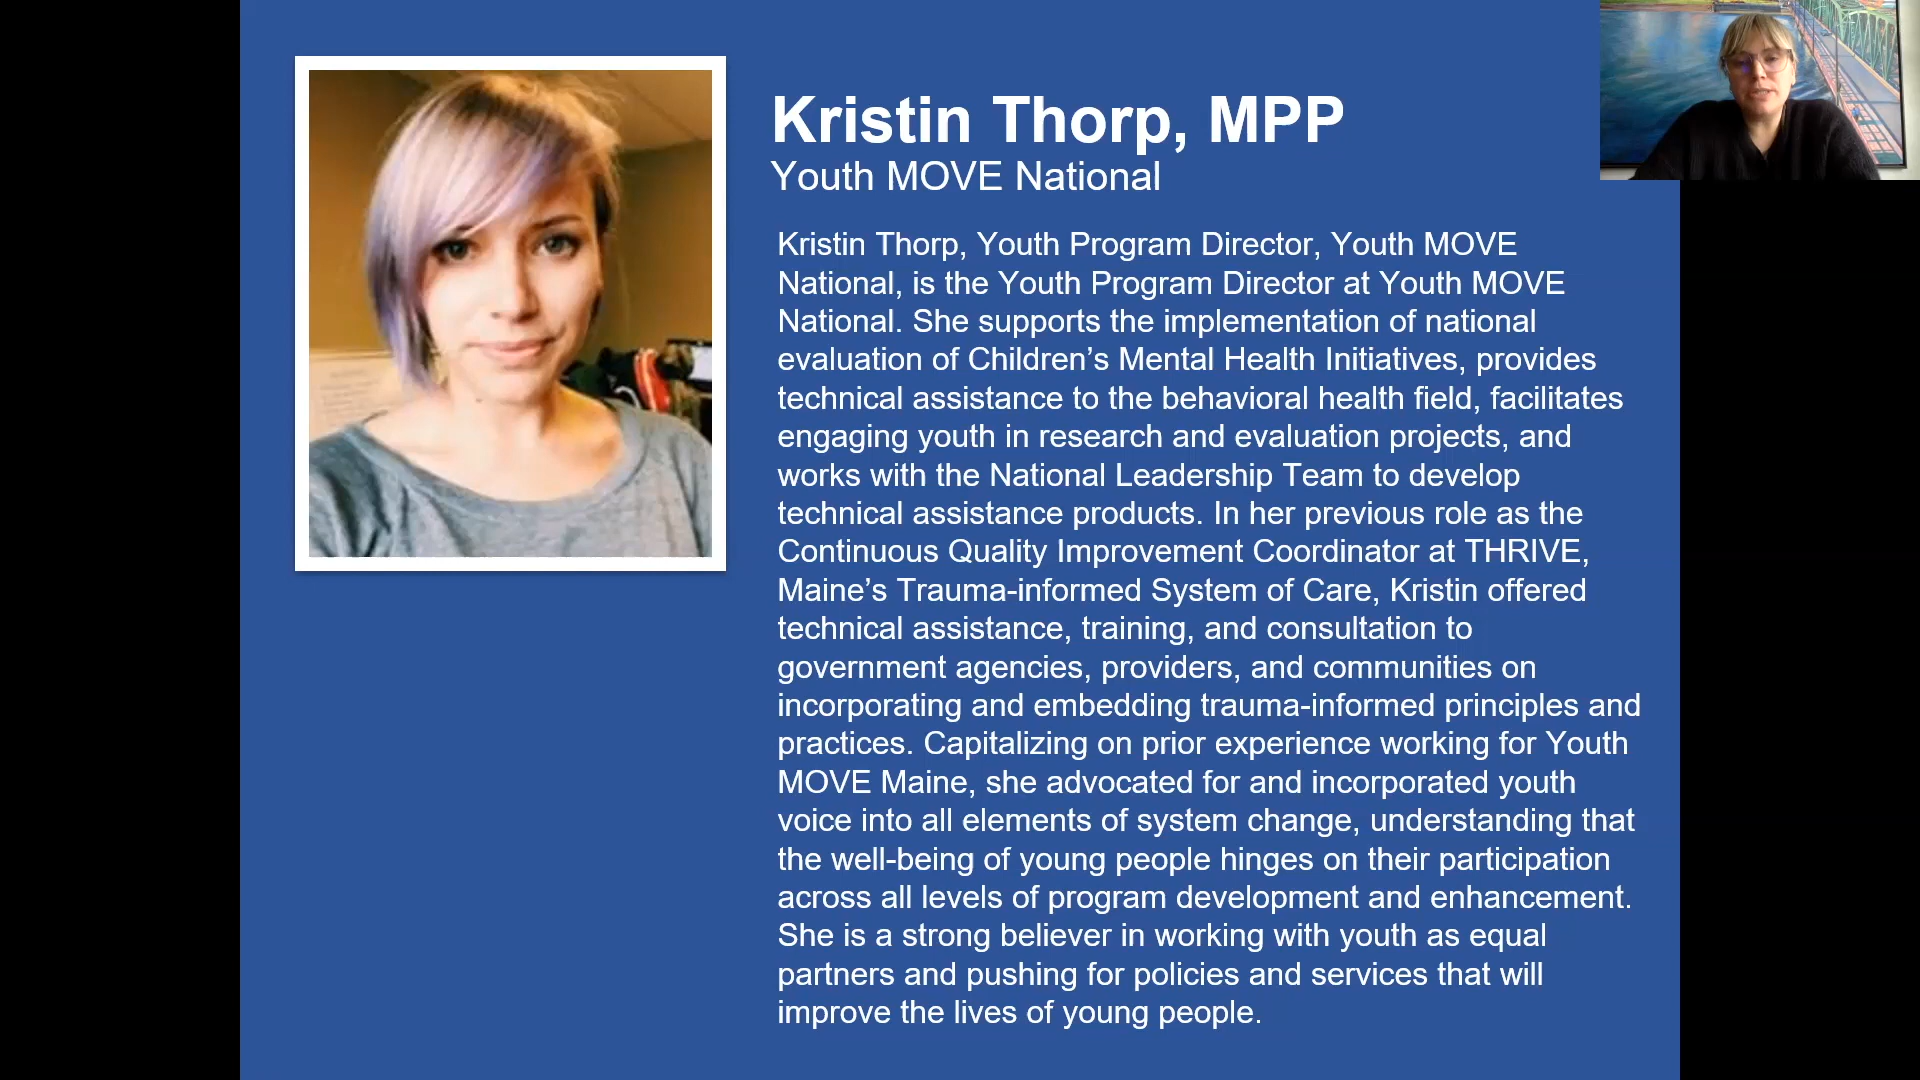 Kristin Thorp, MPP
Youth MOVE National
Kristin Thorp, Youth Program Director, Youth MOVE
National, is the Youth Program Director at Youth MOVE
National. She supports the implementation of national
evaluation of Children’s Mental Health Initiatives, provides
technical assistance to the behavioral health field, facilitates
engaging youth in research and evaluation projects, and
works with the National Leadership Team to develop
technical assistance products. In her previous role as the
Continuous Quality Improvement Coordinator at THRIVE,
Maine’s Trauma-informed System of Care, Kristin offered
technical assistance, training, and consultation to
government agencies, providers, and communities on
incorporating and embedding trauma-informed principles and
practices. Capitalizing on prior experience working for Youth
MOVE Maine, she advocated for and incorporated youth
voice into all elements of system change, understanding that
the well-being of young people hinges on their participation
across all levels of program development and enhancement.
She is a strong believer in working with youth as equal
partners and pushing for policies and services that will
improve the lives of young people.